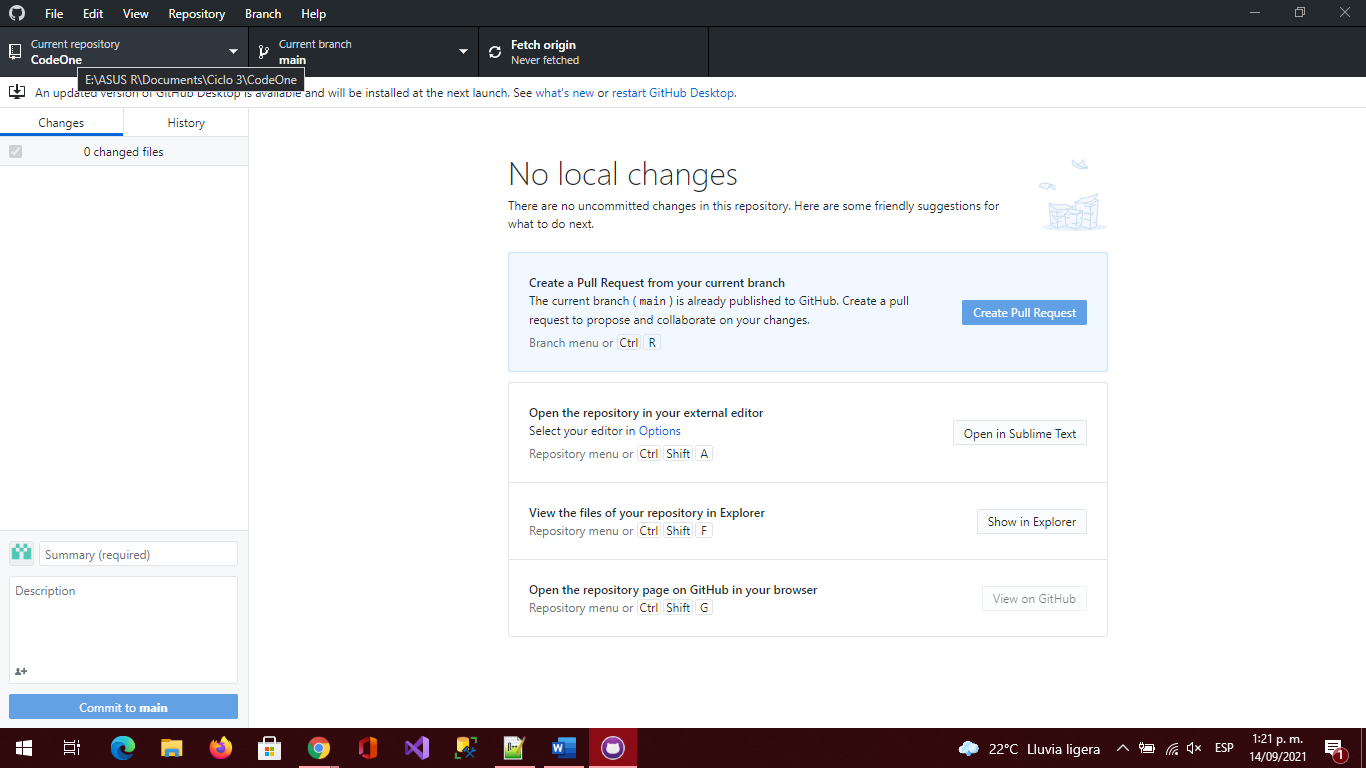 File Edit View Repository Branch Help
Current repository
CodeOne
Current branch
main
Fetch origin
Never fetched
E:\ASUS R\Documents\Ciclo 3\CodeOne
An updated version of GitHub Desktop is available and will be installed at the next launch. See what's new or restart GitHub Desktop.
Changes
History
0 changed files
No local changes
There are no uncommitted changes in this repository. Here are some friendly suggestions for
what to do next.
Create a Pull Request from your current branch
The current branch ( main ) is already published to GitHub. Create a pull
request to propose and collaborate on your changes.
Branch menu or Ctrl R
Create Pull Request
Open the repository in your external editor
Select your editor in Options
Repository menu or Ctrl Shift A
Open in Sublime Text
View the files of your repository in Explorer
Repository menu or Ctrl Shift F
Show in Explorer
Open the repository page on GitHub in your browser
Repository menu or Ctrl Shift G
View on GitHub
Summary (required)
Description
Commit to main
22°C Lluvia ligera
ESP
1:21 p. m.
14/09/2021
1